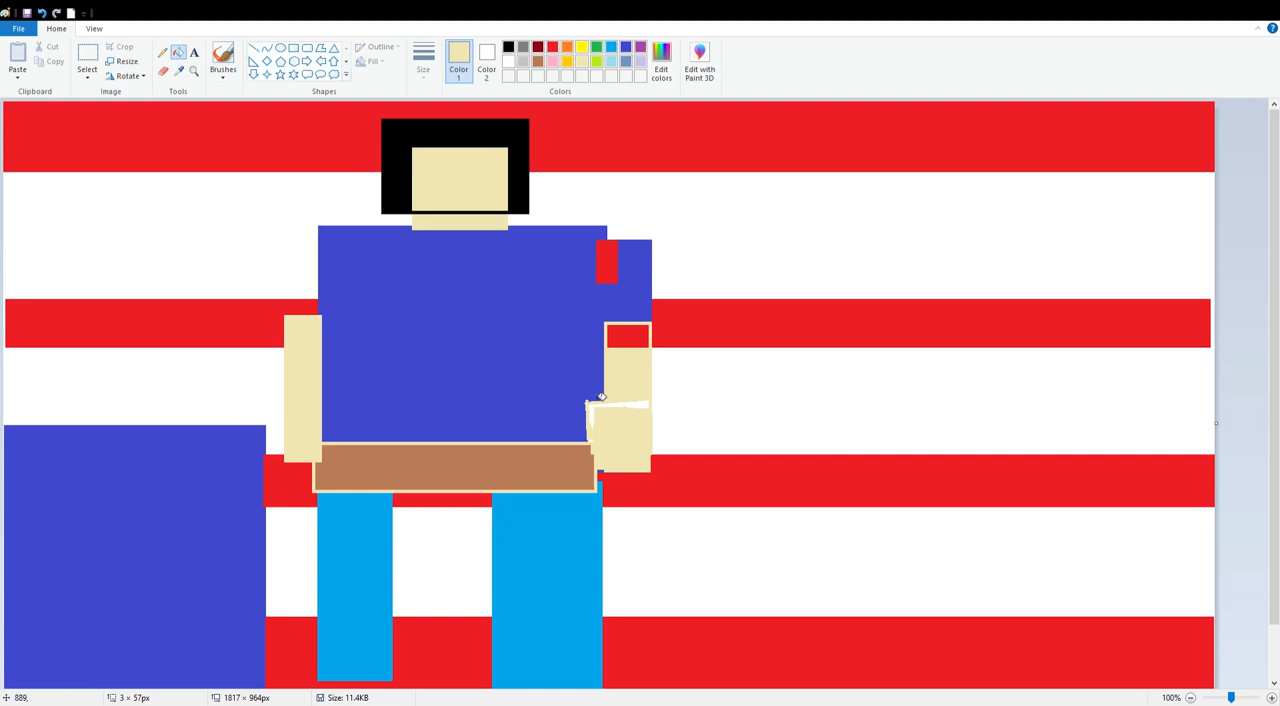 File Home View
Paste
Cut
Copy
Clipboard
Select
Crop
Resize
Rotate
Image
A
Tools
Brushes
Outline
Fill
Shapes
Size
Color
1
Color
2
Edit
colors
Colors
Edit with
Paint 3D
889,
3 × 57px
1817 × 964px
Size: 11.4KB
100%